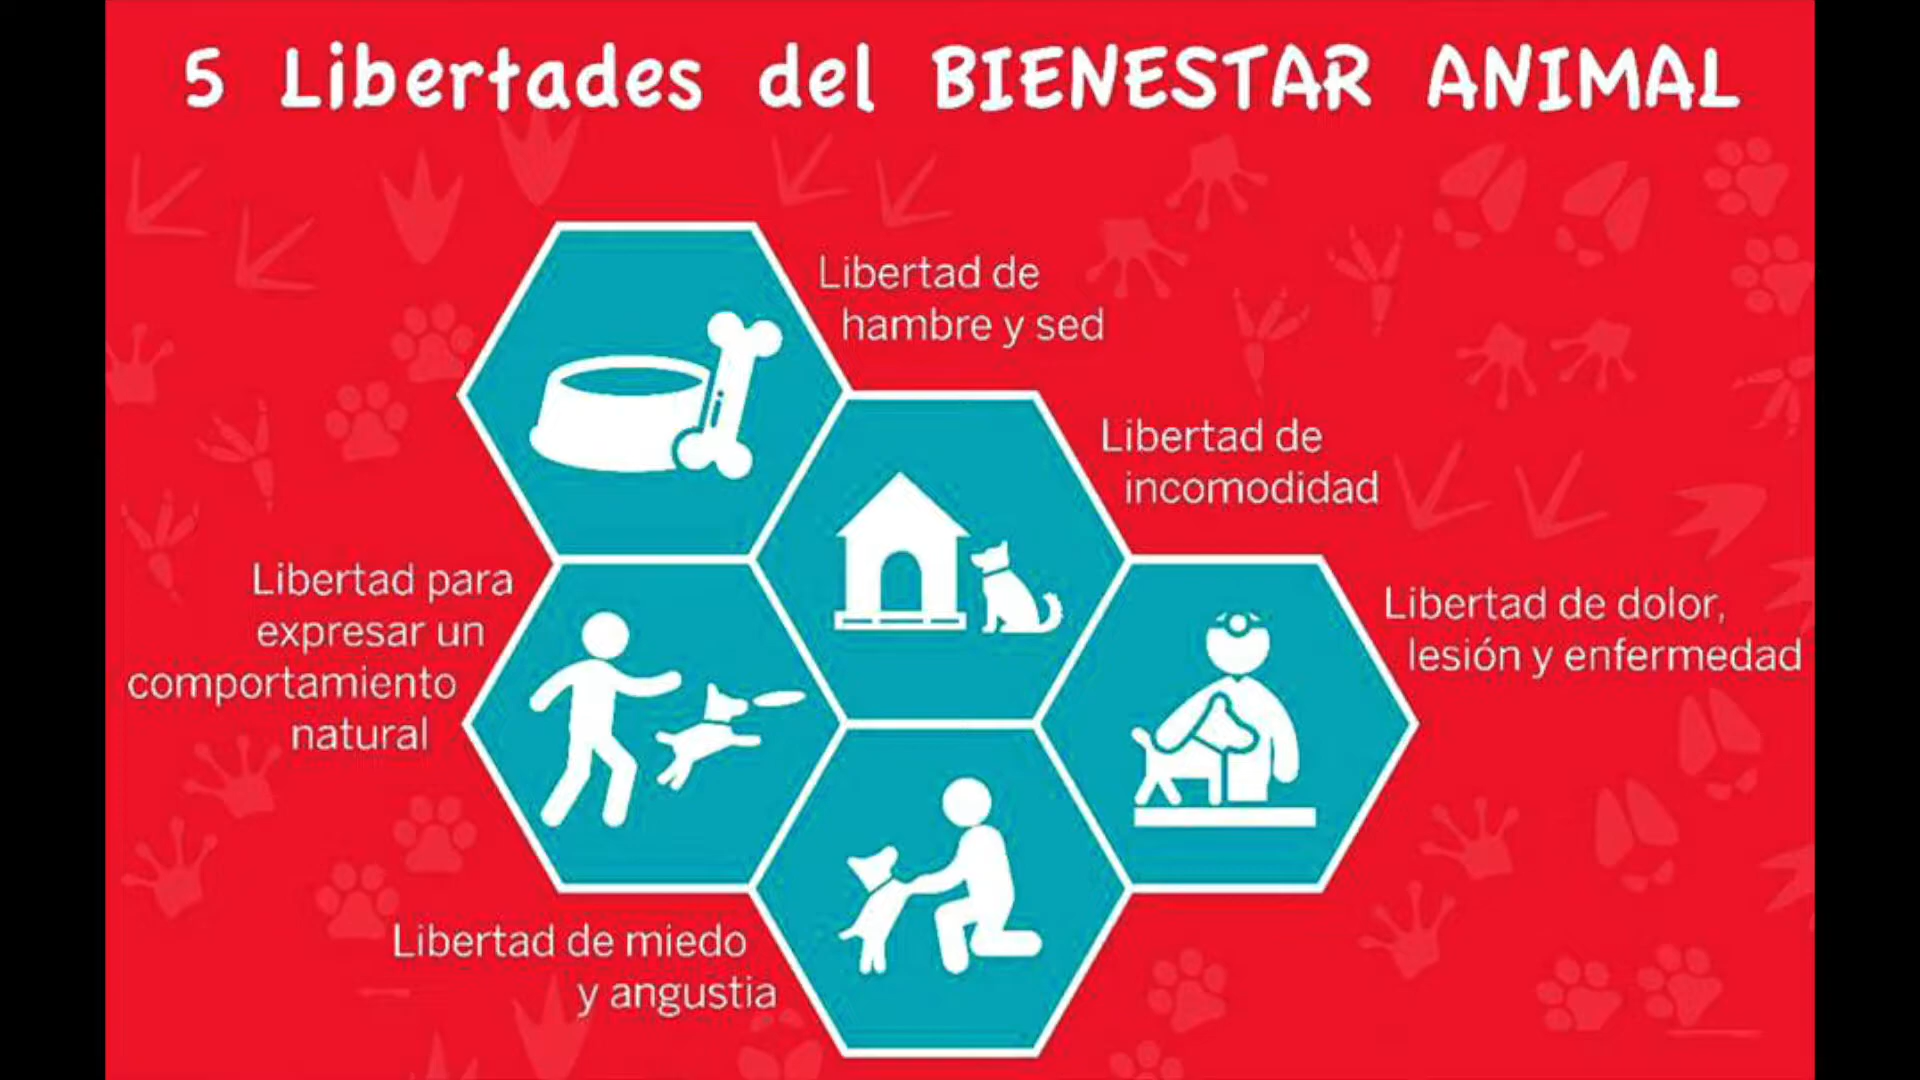 5 Libertades del BIENESTAR ANIMAL
Libertad de
hambre y sed
Libertad de
incomodidad
Libertad de dolor,
lesión y enfermedad
Libertad para
expresar un
comportamiento
natural
Libertad de miedo
y angustia